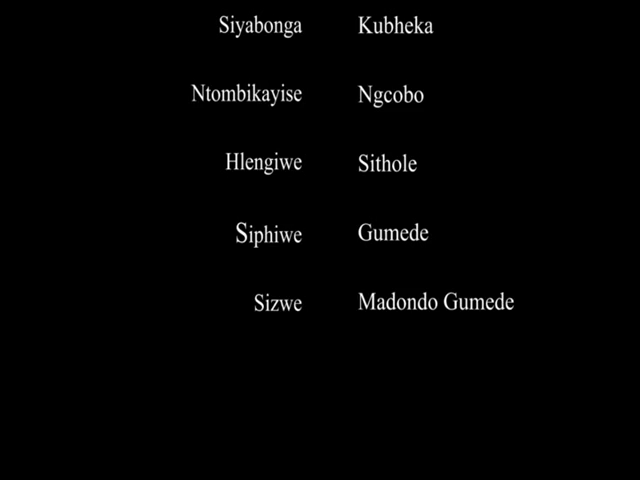 Siyabonga Kubheka
Ntombikayise Ngcobo
Hlengiwe Sithole
Siphiwe Gumede
Sizwe Madondo Gumede